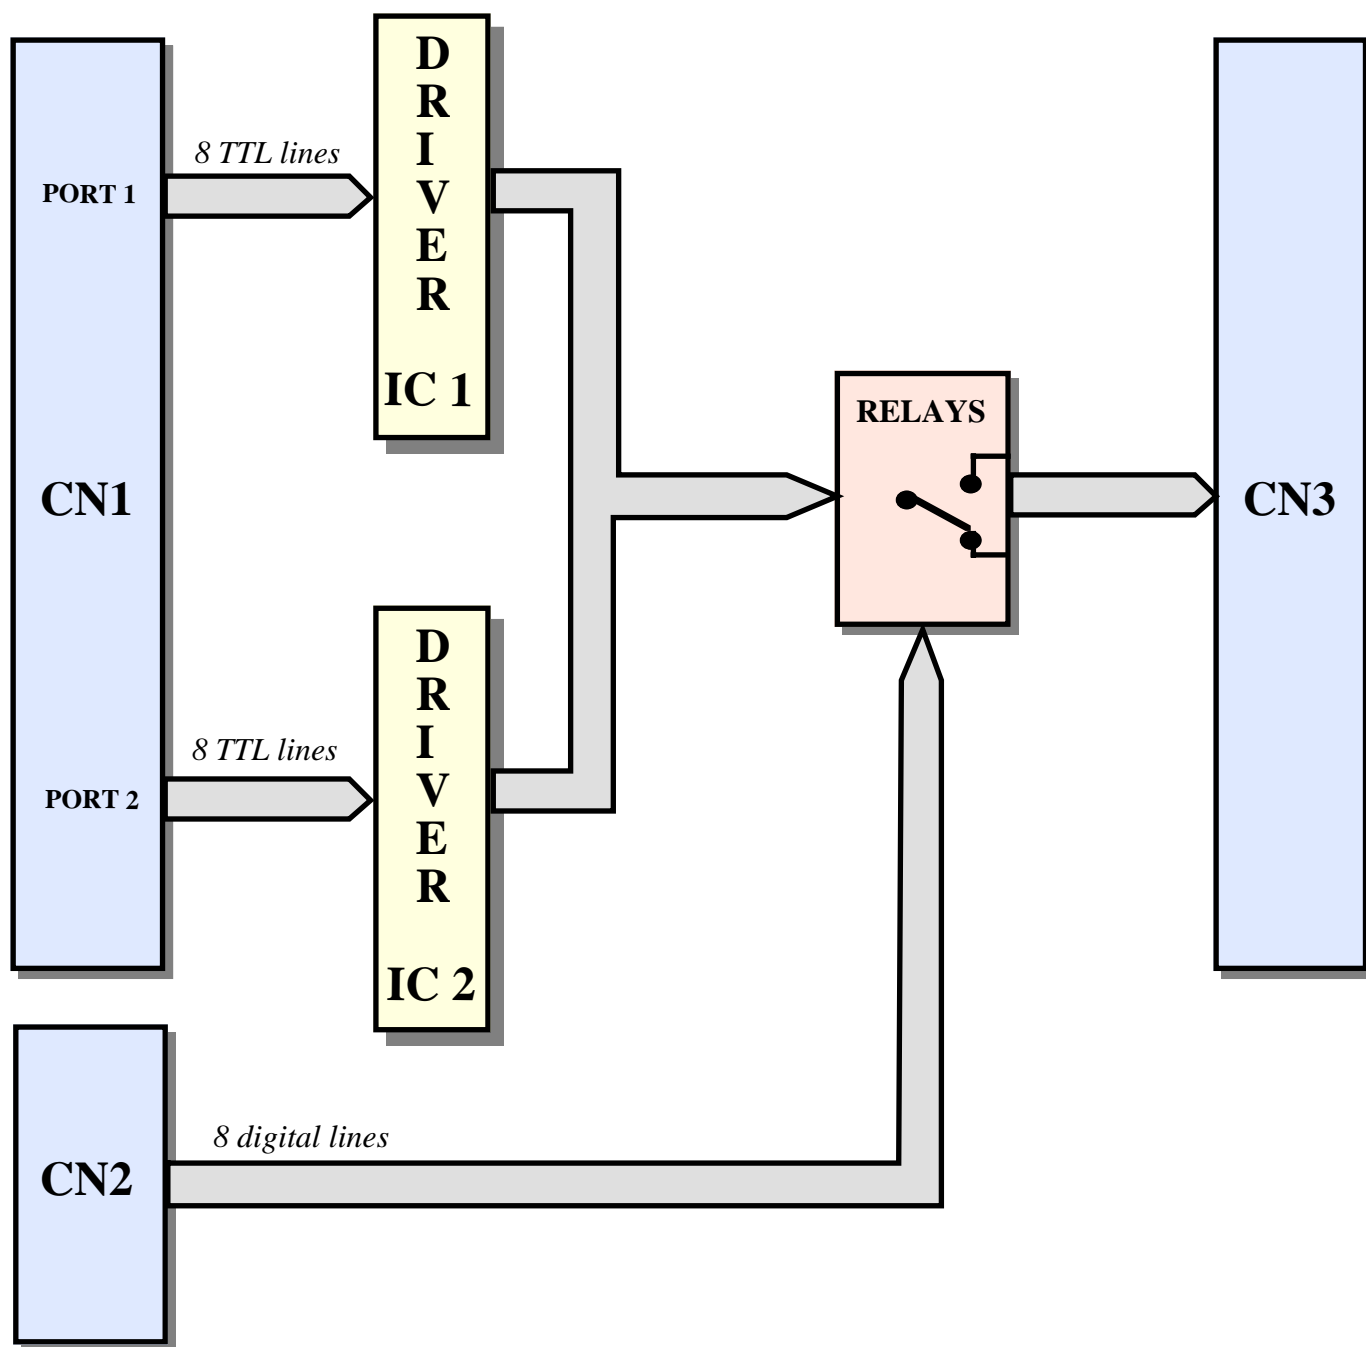 D
R
I
V
E
R
IC 1
8 TTL lines
PORT 1
RELAYS
CN1
CN3
D
R
I
V
E
R
IC 2
8 TTL lines
PORT 2
8 digital lines
CN2